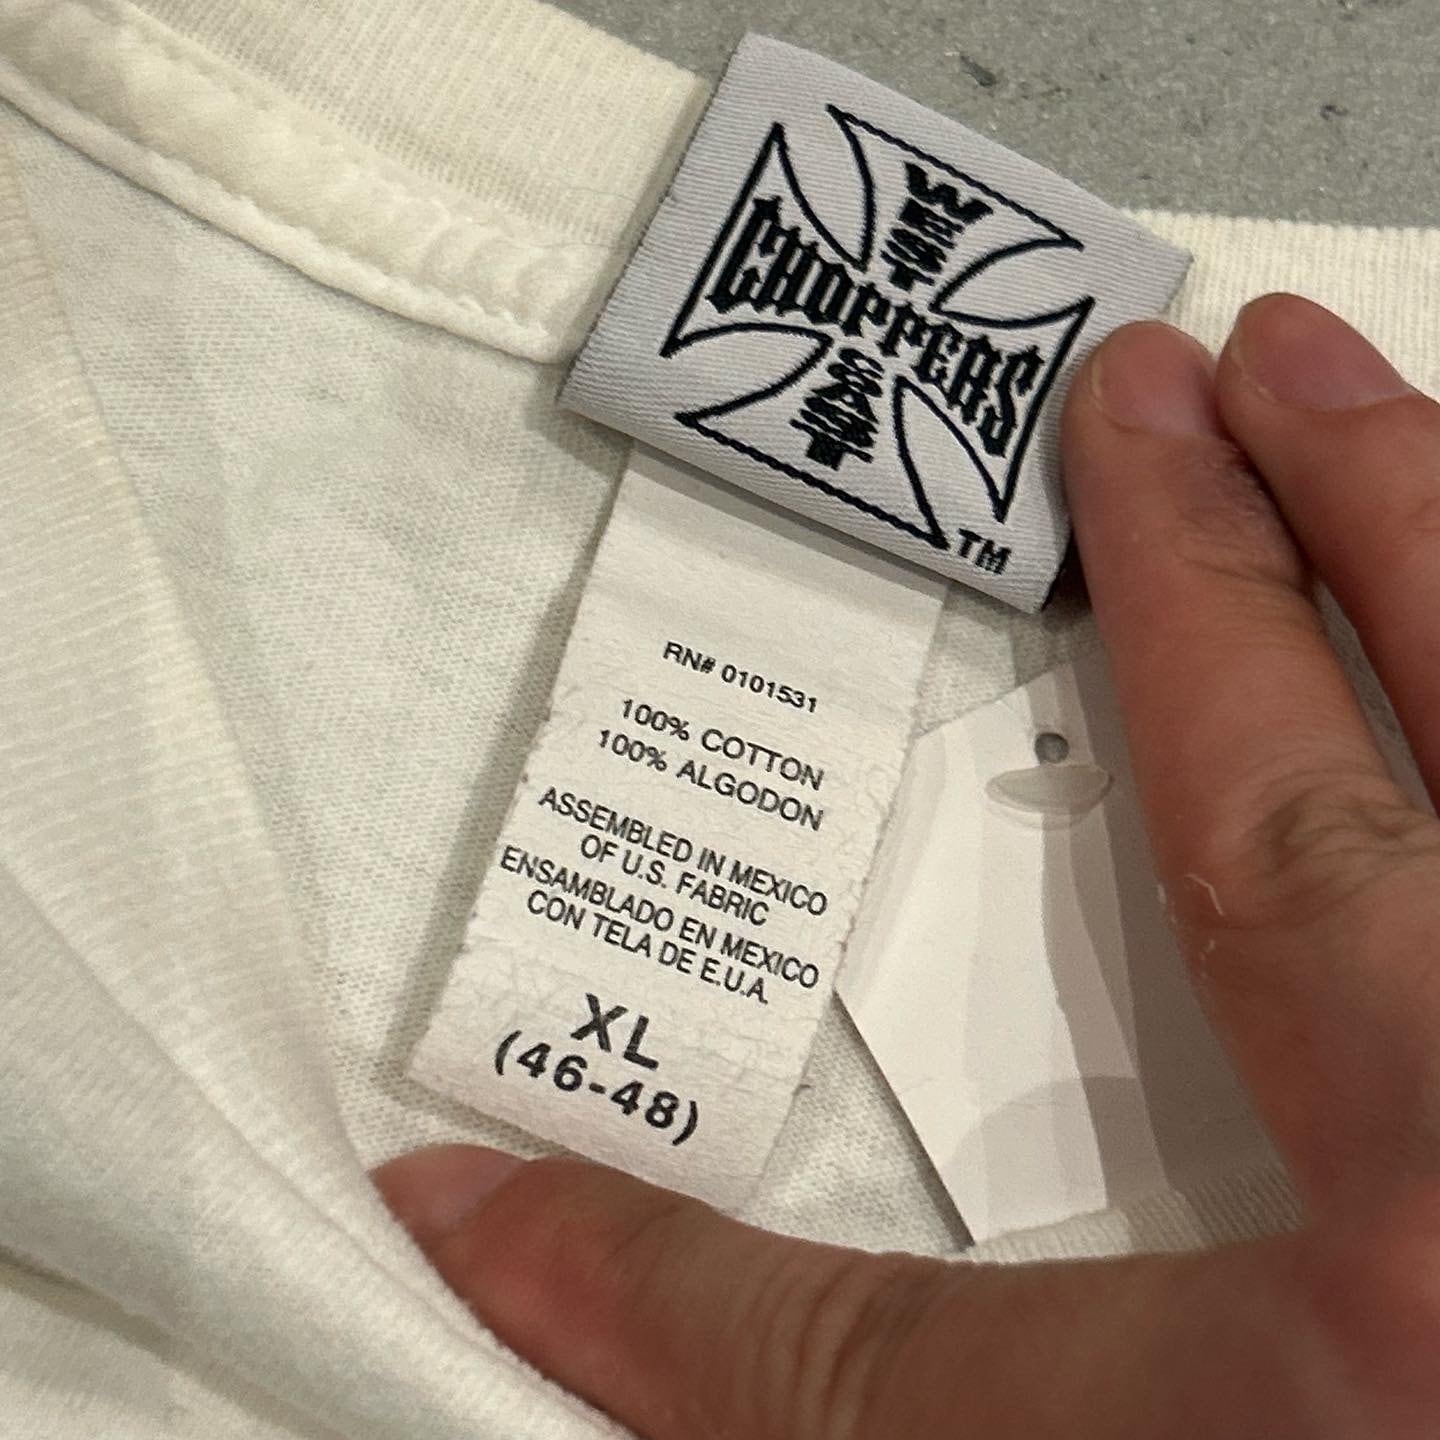 WEST
CHOPPERS
COAST
TM
RN# 0101531
100% COTTON
100% ALGODON
ASSEMBLED IN MEXICO
OF U.S. FABRIC
ENSAMBLADO EN MEXICO
CON TELA DE E.U.A.
XL
(46-48)